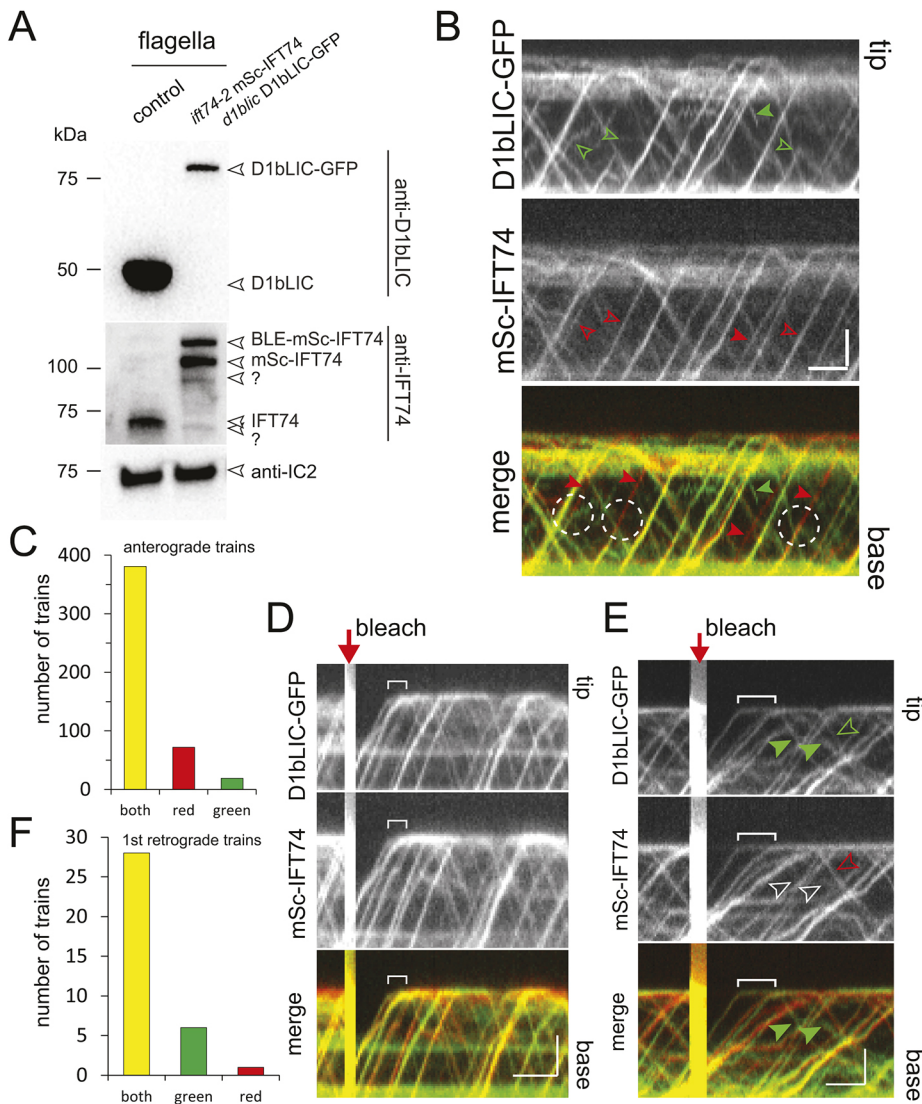 A
flagella
control
ift74-2 mSc-IFT74
d1blic D1bLIC-GFP
kDa
75
D1bLIC-GFP
50
D1bLIC
anti-D1bLIC
BLE-mSc-IFT74
100
mSc-IFT74
?
75
IFT74
?
anti-IFT74
75
anti-IC2
B
D1bLIC-GFP
tip
mSc-IFT74
merge
base
C
anterograde trains
number of trains
400
300
200
100
0
both
red
green
D
bleach
D1bLIC-GFP
tip
mSc-IFT74
merge
base
E
bleach
D1bLIC-GFP
tip
mSc-IFT74
merge
base
F
1st retrograde trains
number of trains
30
25
20
15
10
5
0
both
green
red